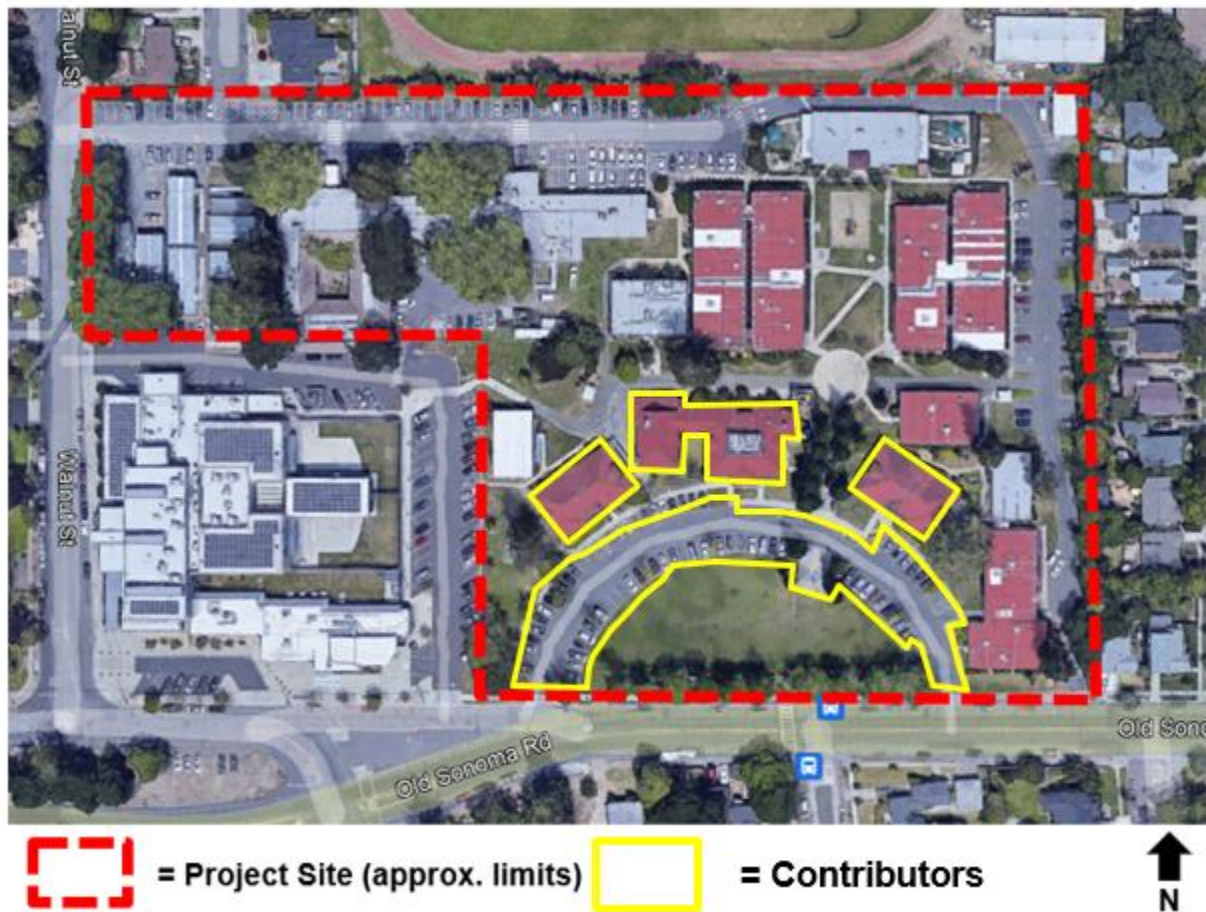 Walnut St
Walnut St
Old Sonoma Rd
Old Sono
= Project Site (approx. limits)
= Contributors
N